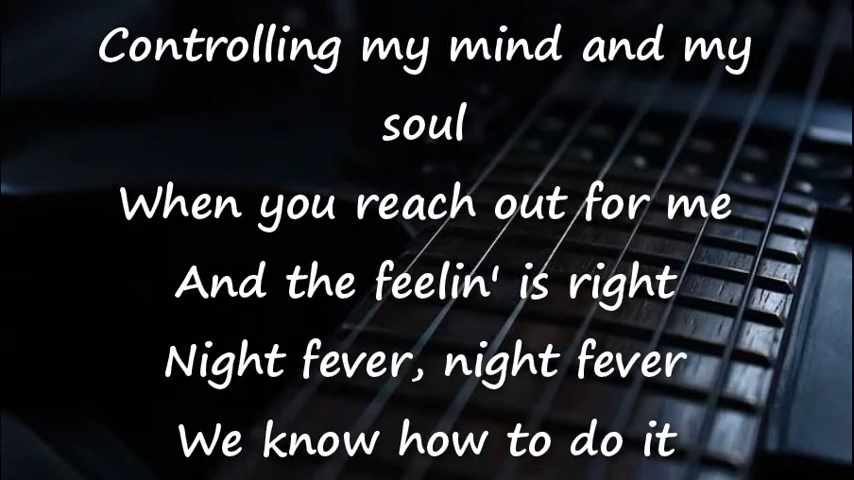 Controlling my mind and my
soul
When you reach out for me
And the feelin' is right
Night fever, night fever
We know how to do it